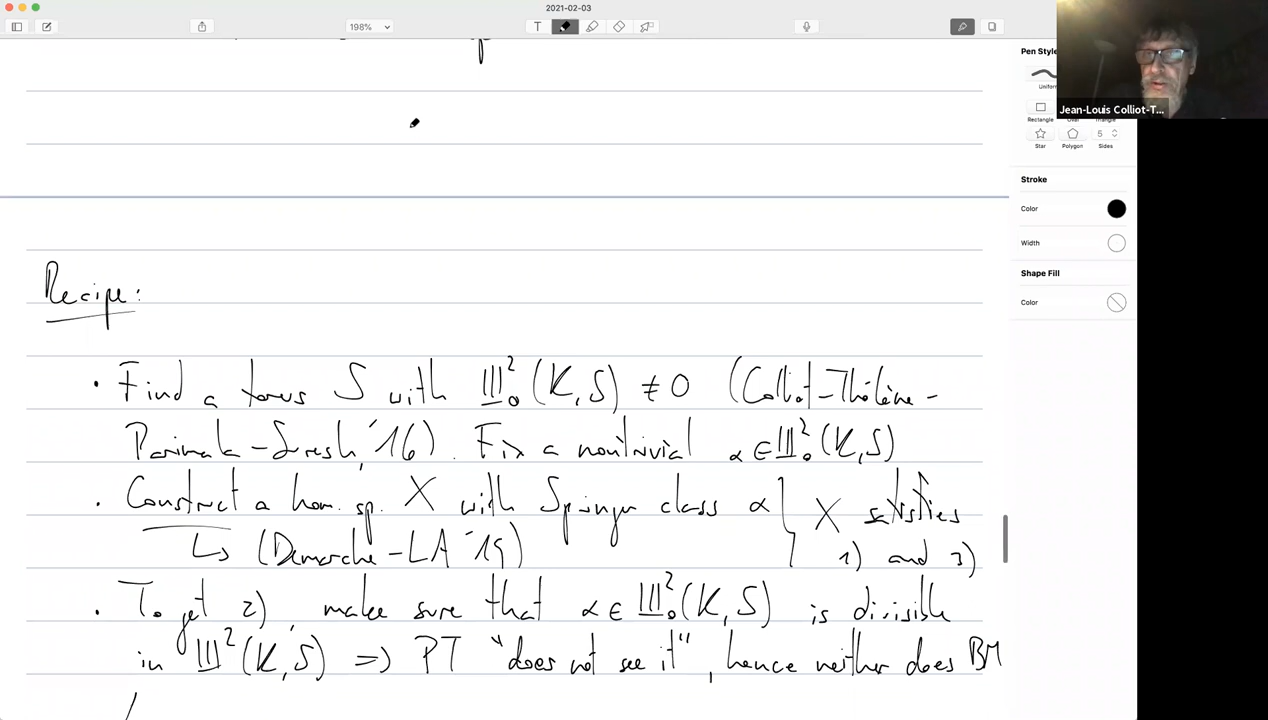 2021-02-03
198%
T
Pen Style
Jean-Louis Colliot-T...
Uniform
Rectangle Oval Triangle
5
Star Polygon Sides
Stroke
Color
Width
Shape Fill
Color
Recipe:
• Find a torus S with Ш²₀(K,S) ≠ 0 (Colliot-Thélène-
Parimala-Suresh, '16). Fix a nontrivial α ∈ Ш²₀(K,S)
• Construct a hom. sp. X with Springer class α } X satisfies
↳ (Demarche-LA '19) 1) and 3)
• To get 2), make sure that α ∈ Ш²₀(K,S) is divisible
in Ш²(K,S) => PT "does not see it", hence neither does BM